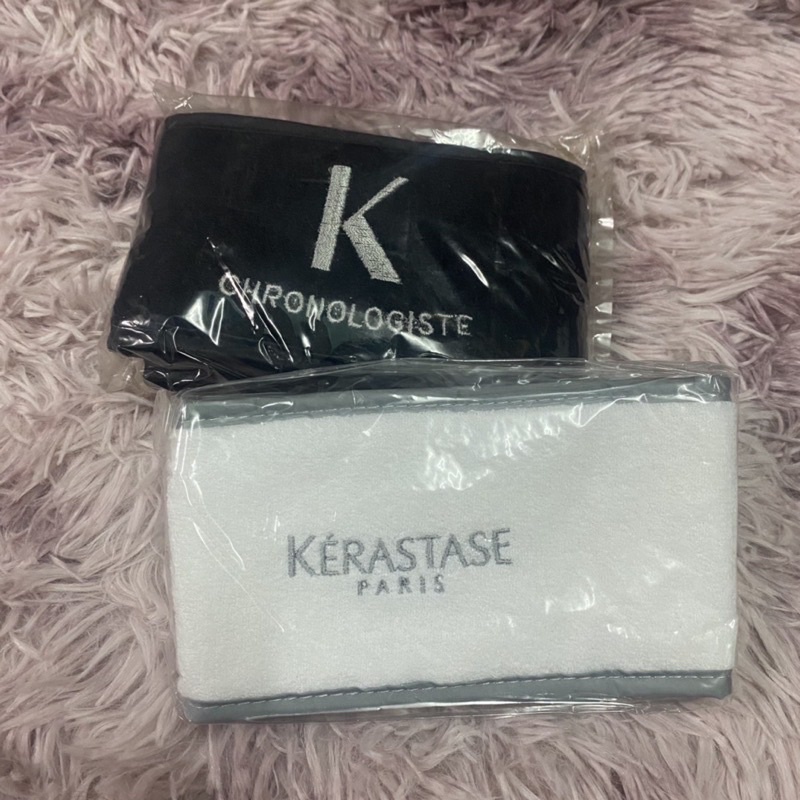 K
CHRONOLOGISTE
KÉRASTASE
PARIS